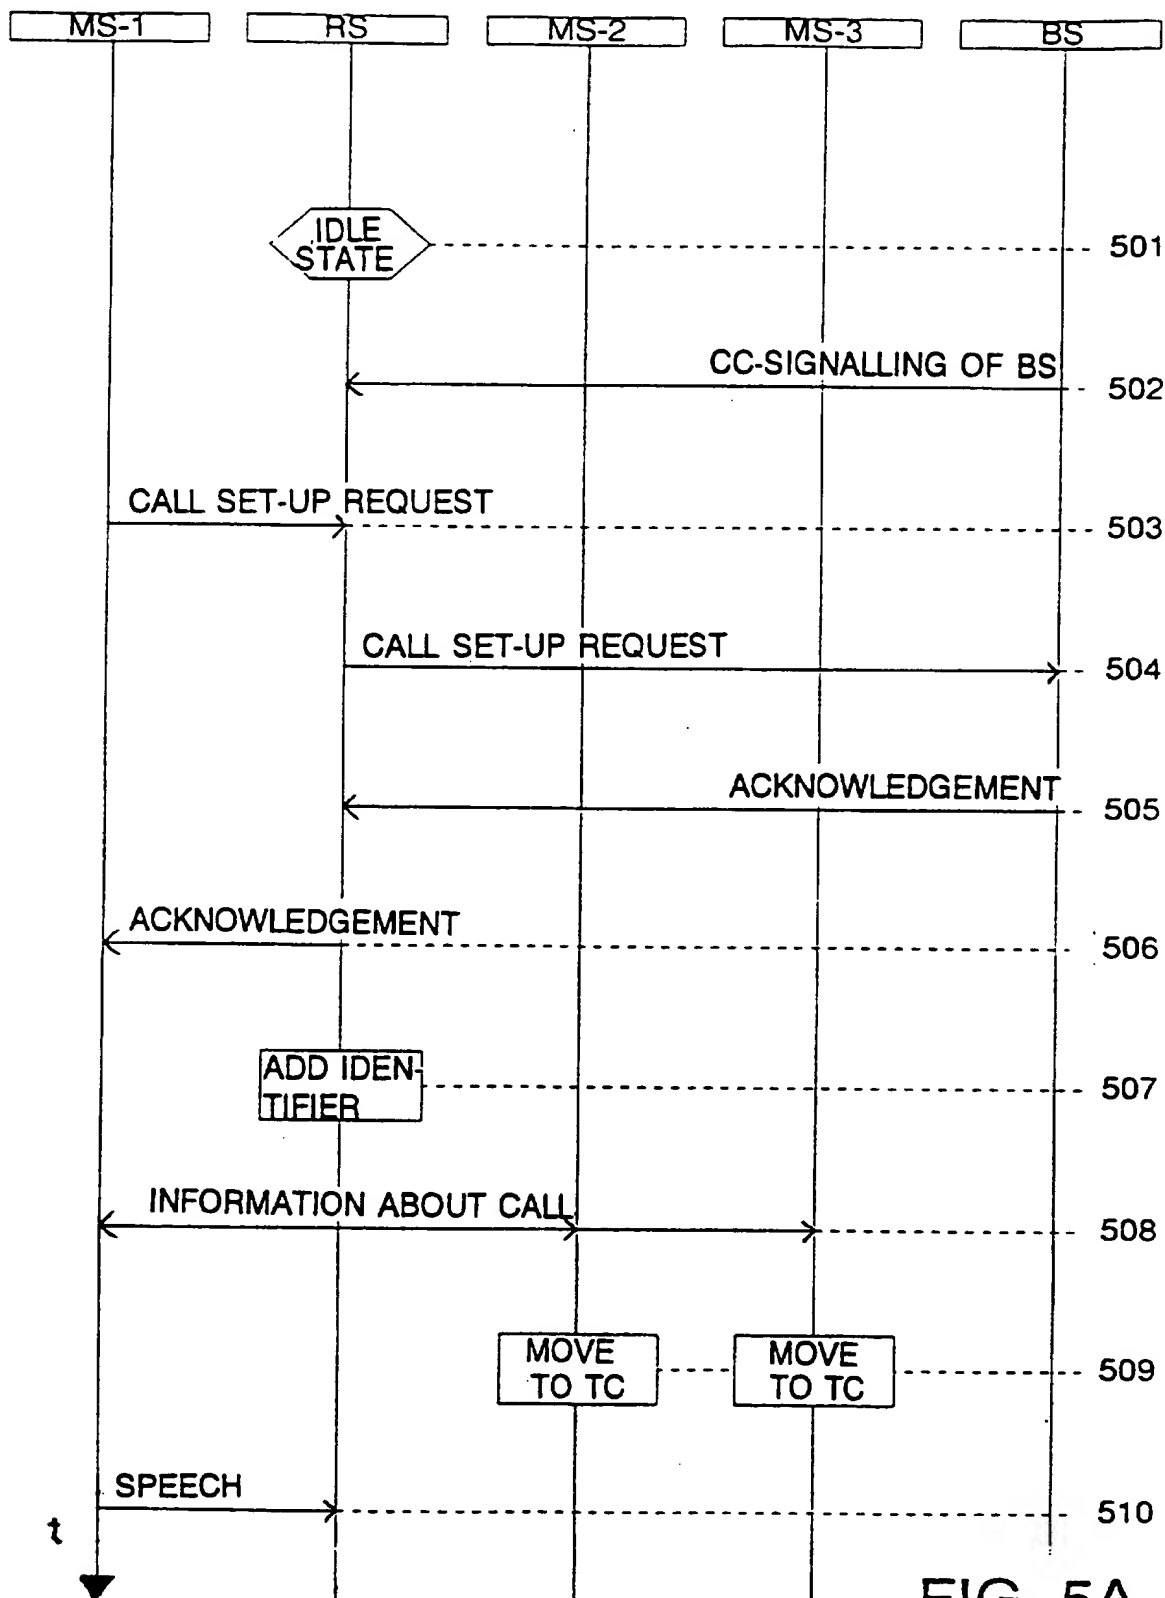 MS-1 RS MS-2 MS-3 BS
IDLE
STATE
501
CC-SIGNALLING OF BS
502
CALL SET-UP REQUEST
503
CALL SET-UP REQUEST
504
ACKNOWLEDGEMENT
505
ACKNOWLEDGEMENT
506
ADD IDEN-
TIFIER
507
INFORMATION ABOUT CALL
508
MOVE
TO TC
MOVE
TO TC
509
SPEECH
510
t
FIG. 5A